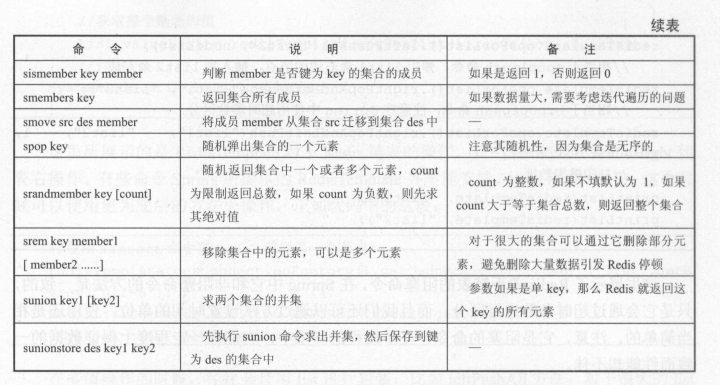 续表
命 令 说 明 备 注
sismember key member 判断 member 是否键为 key 的集合的成员 如果是返回 1，否则返回 0
smembers key 返回集合所有成员 如果数据量大，需要考虑迭代遍历的问题
smove src des member 将成员 member 从集合 src 迁移到集合 des 中
spop key 随机弹出集合的一个元素 注意其随机性，因为集合是无序的
srandmember key [count]
随机返回集合中一个或者多个元素，count
为限制返回总数，如果 count 为负数，则先求
其绝对值
count 为整数，如果不填默认为 1，如果
count 大于等于集合总数，则返回整个集合
srem key member1
[ member2 ......]
移除集合中的元素，可以是多个元素
对于很大的集合可以通过它删除部分元
素，避免删除大量数据引发 Redis 停顿
sunion key1 [key2] 求两个集合的并集
参数如果是单 key，那么 Redis 就返回这
个 key 的所有元素
sunionstore des key1 key2
先执行 sunion 命令求出并集，然后保存到键
为 des 的集合中
—